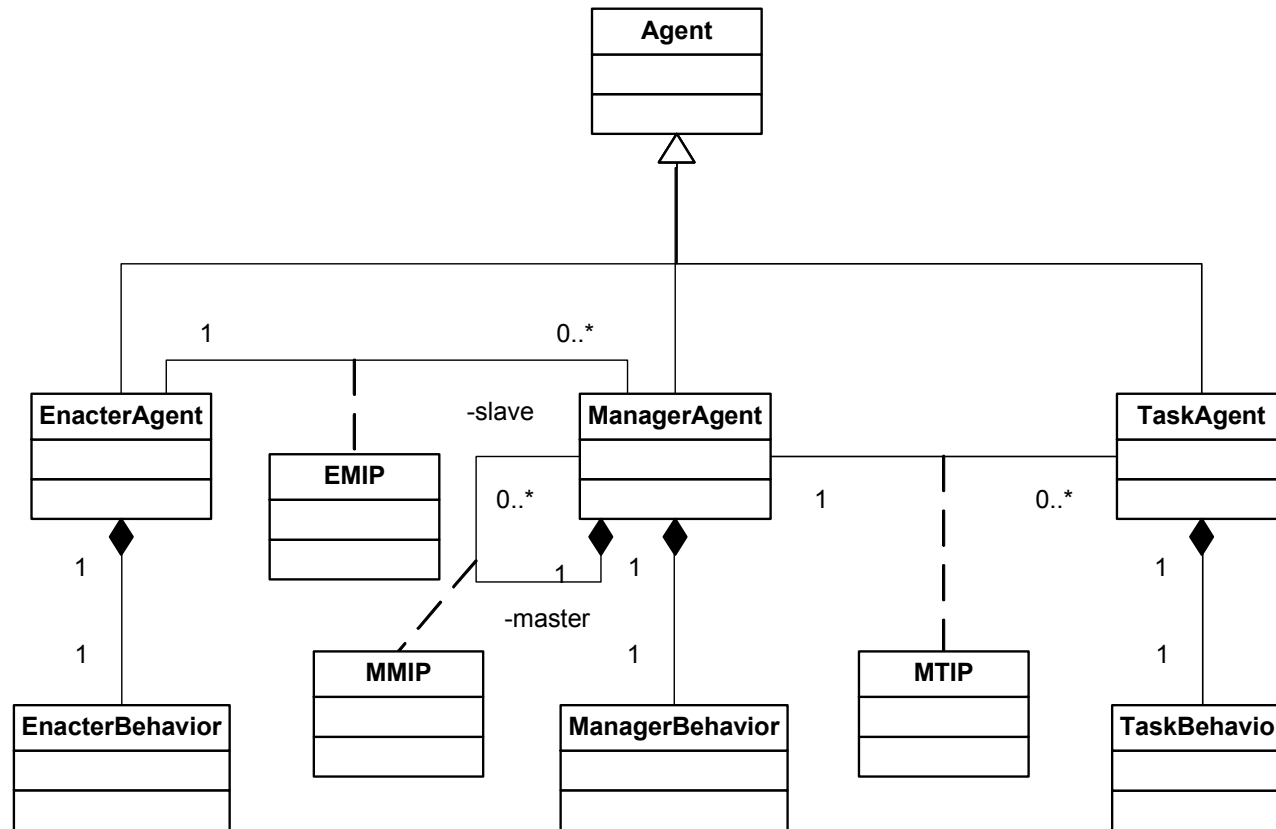 Agent
1
0..*
EnacterAgent
-slave
ManagerAgent
TaskAgent
EMIP
0..*
1
0..*
1
1
1
1
-master
1
1
1
MMIP
MTIP
EnacterBehavior
ManagerBehavior
TaskBehavio